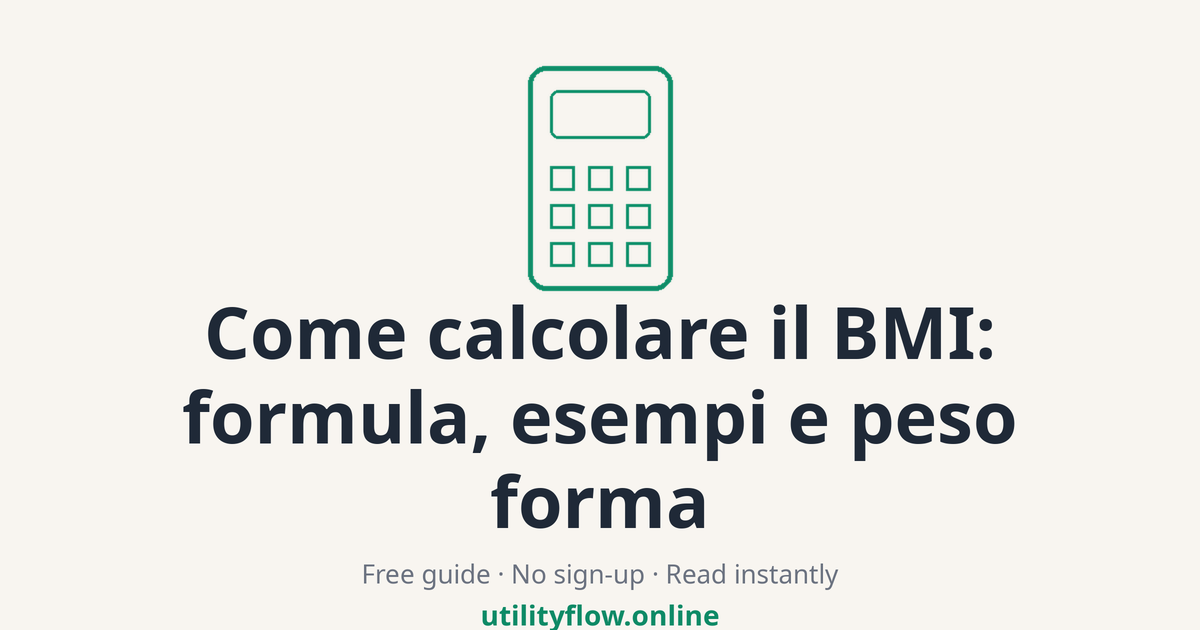 Come calcolare il BMI:
formula, esempi e peso
forma
Free guide · No sign-up · Read instantly
utilityflow.online